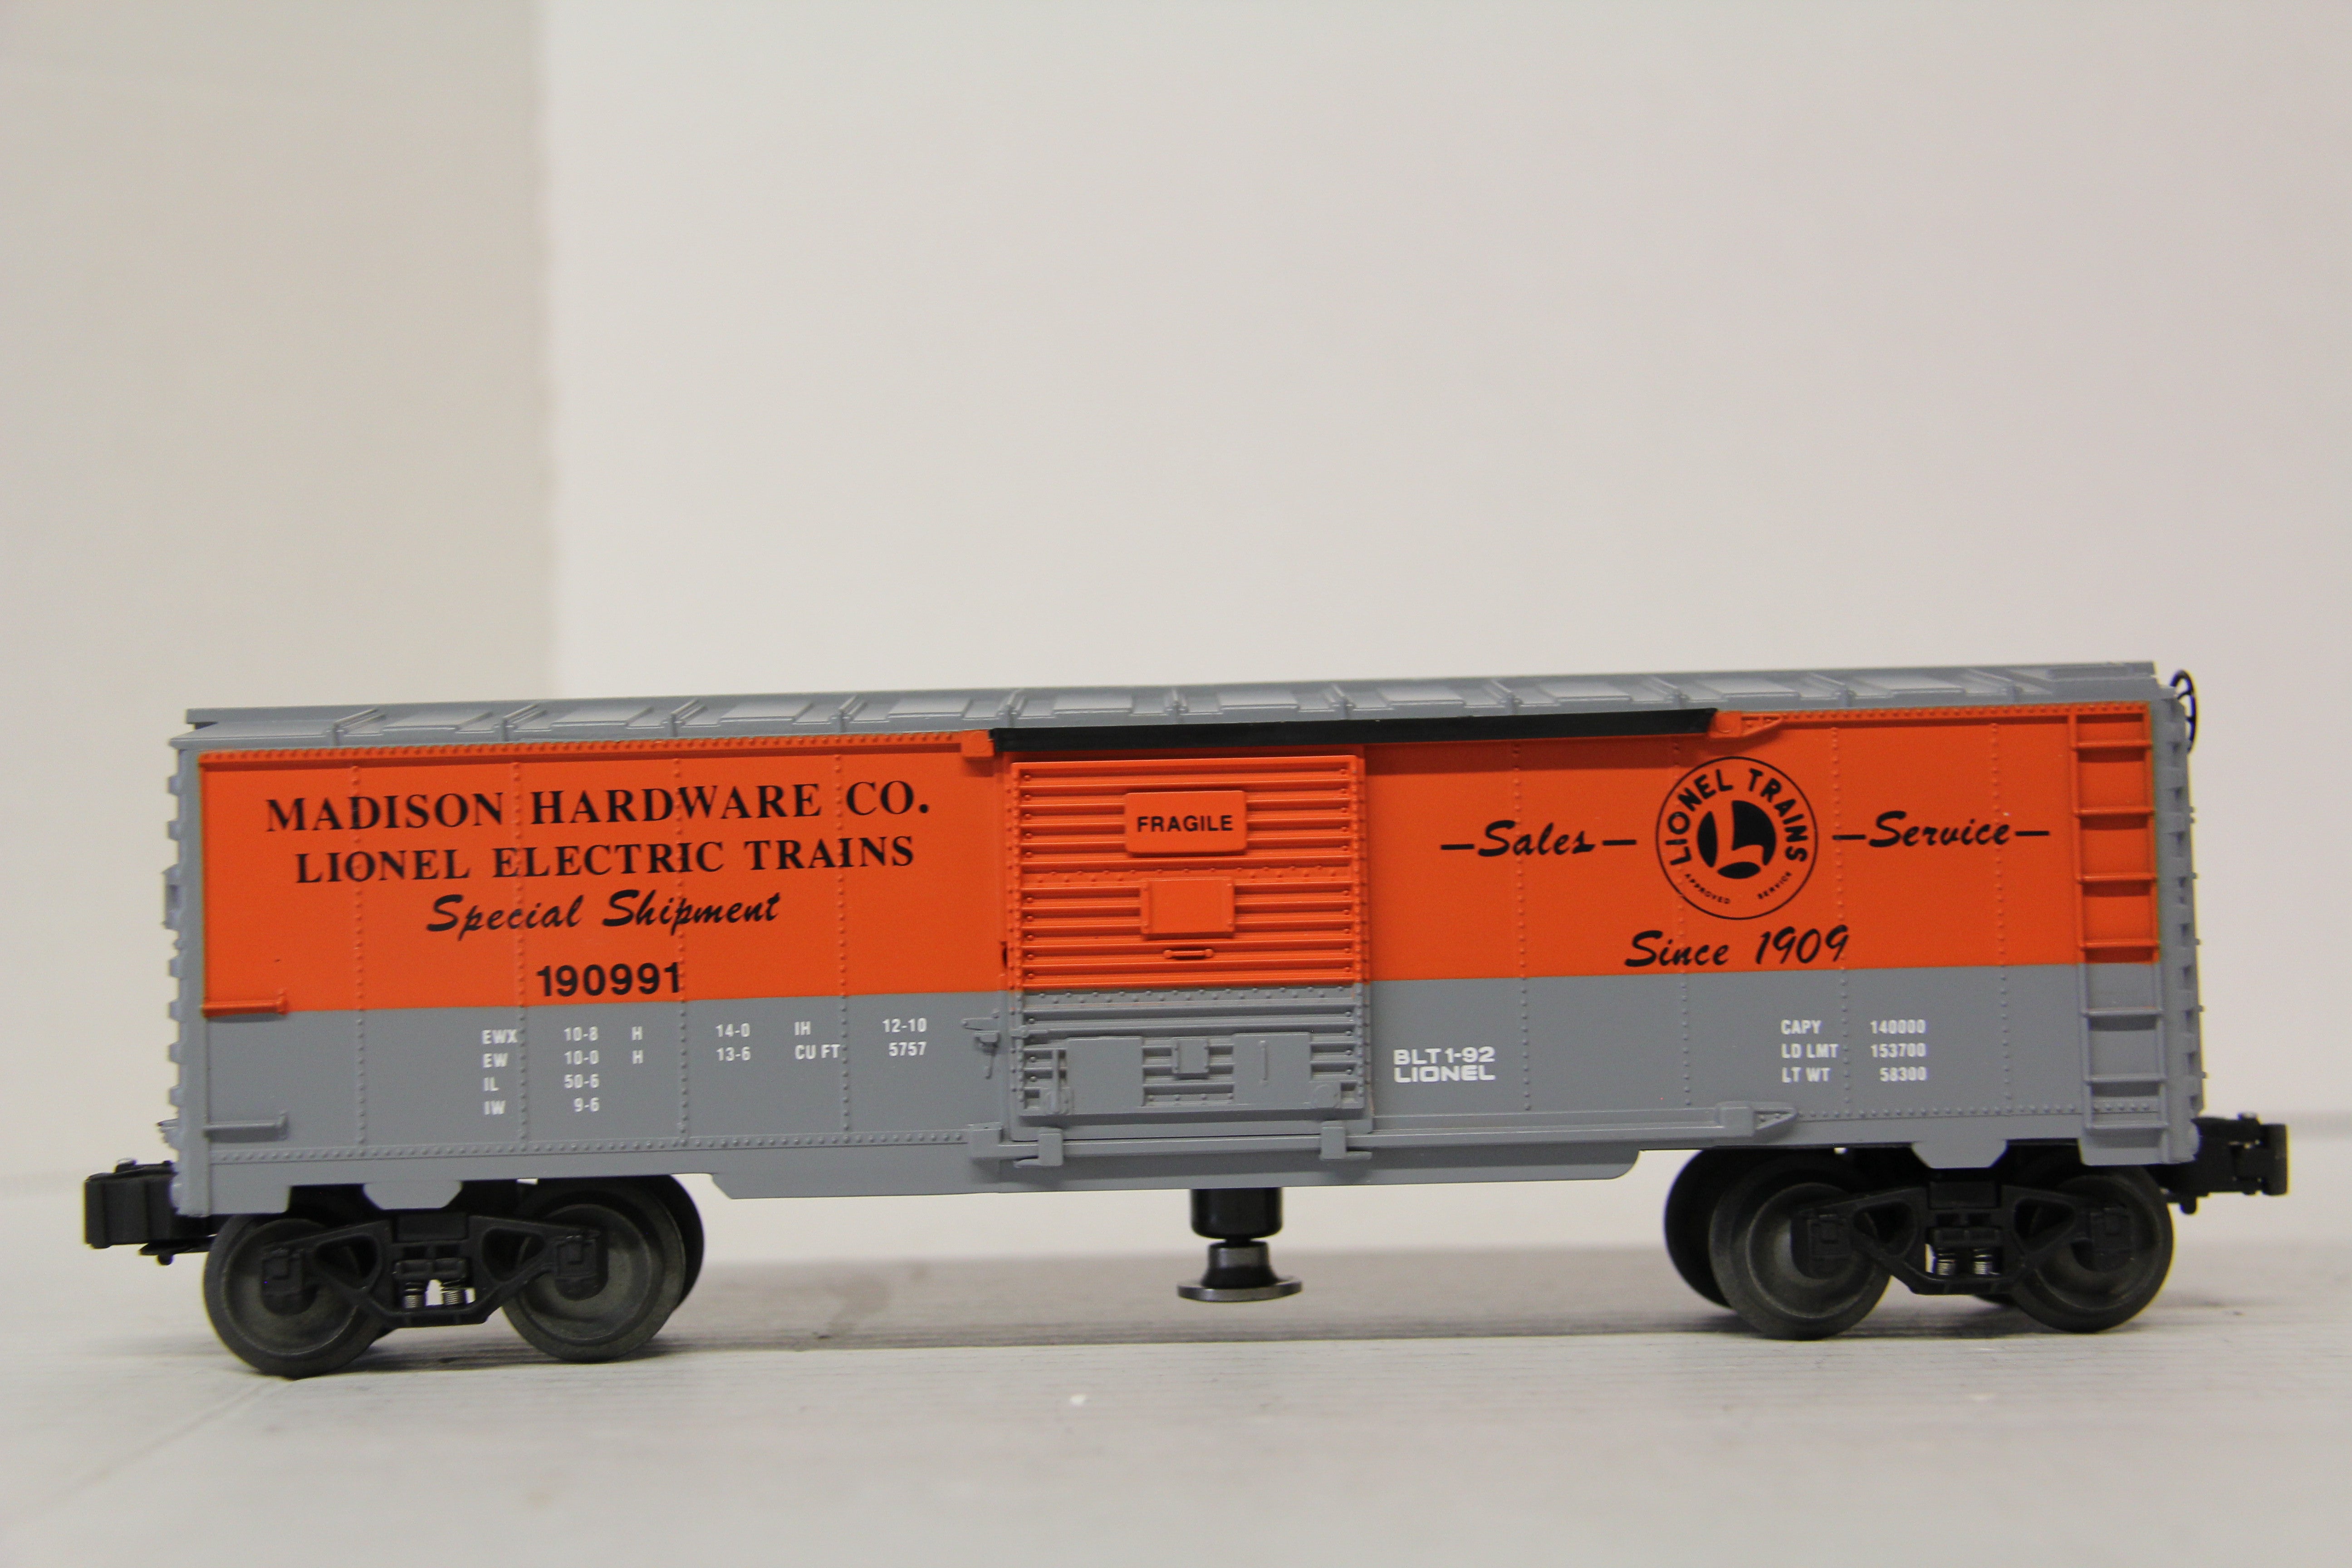 MADISON HARDWARE CO.
LIONEL ELECTRIC TRAINS
Special Shipment
190991
EWX 10-8 H 14-0 IH 12-10
EW 10-0 H 13-6 CU FT 5757
IL 50-6
IW 9-6
FRAGILE
—Sales— LIONEL TRAINS —Service—
L
APPROVED SERVICE
Since 1909
BLT 1-92
LIONEL
CAPY 140000
LD LMT 153700
LT WT 58300